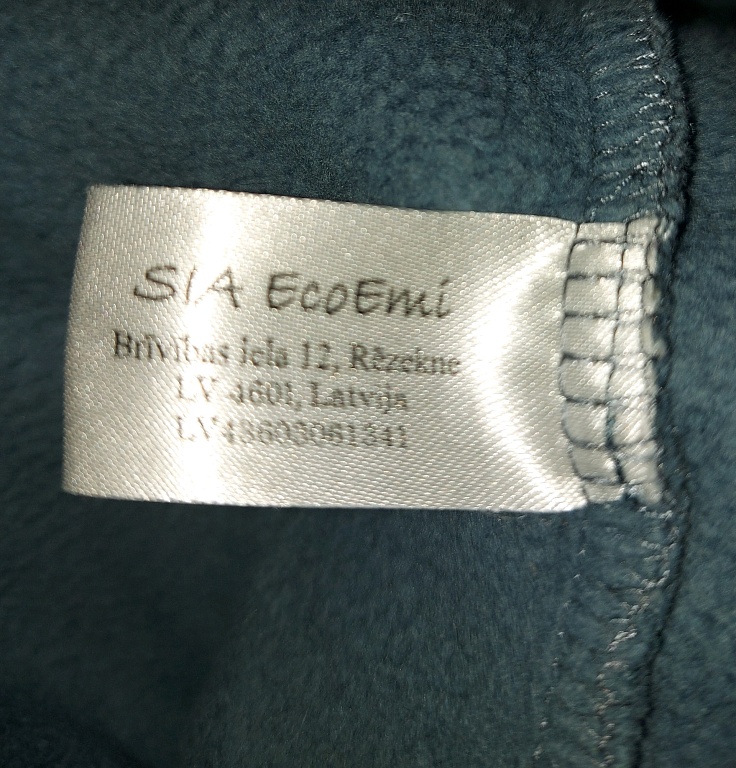 SIA EcoEmi
Brīvības iela 12, Rēzekne
LV 4601, Latvija
LV43603061341